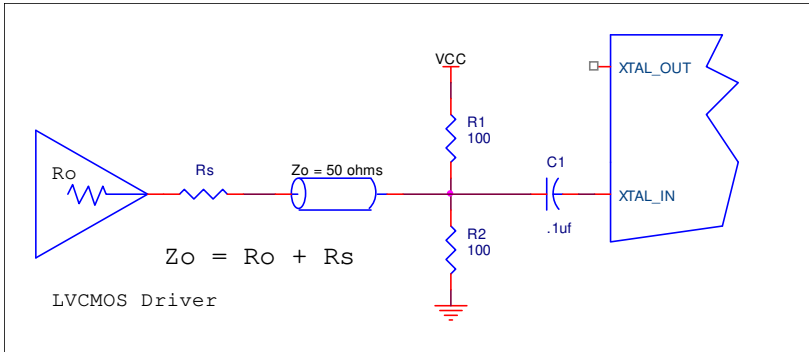 VCC
XTAL_OUT
R1
100
Ro
Rs
Zo = 50 ohms
C1
.1uf
XTAL_IN
R2
100
Zo = Ro + Rs
LVCMOS Driver